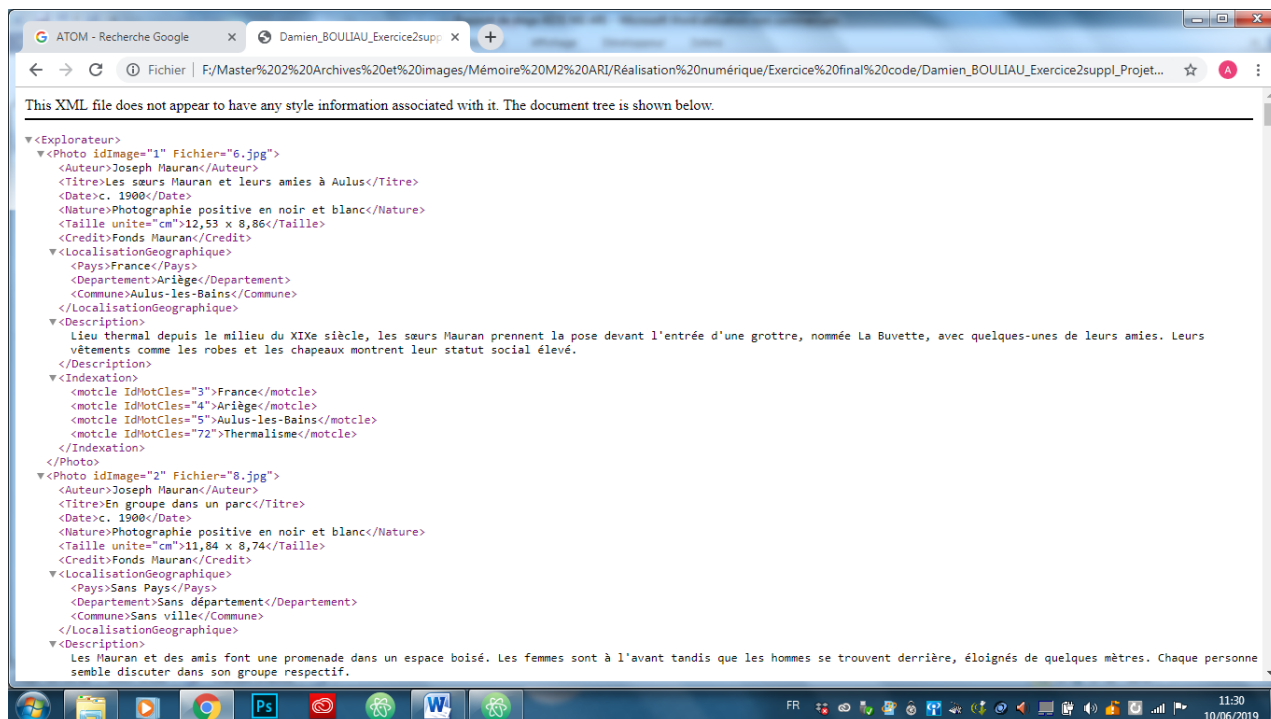 ATOM - Recherche Google
Damien_BOULIAU_Exercice2supp
Fichier | F:/Master%202%20Archives%20et%20images/Mémoire%20M2%20ARI/Réalisation%20numérique/Exercice%20final%20code/Damien_BOULIAU_Exercice2suppl_Projet...
A
This XML file does not appear to have any style information associated with it. The document tree is shown below.
▼<Explorateur>
▼<Photo idImage="1" Fichier="6.jpg">
<Auteur>Joseph Mauran</Auteur>
<Titre>Les sœurs Mauran et leurs amies à Aulus</Titre>
<Date>c. 1900</Date>
<Nature>Photographie positive en noir et blanc</Nature>
<Taille unite="cm">12,53 x 8,86</Taille>
<Credit>Fonds Mauran</Credit>
▼<LocalisationGeographique>
<Pays>France</Pays>
<Departement>Ariège</Departement>
<Commune>Aulus-les-Bains</Commune>
</LocalisationGeographique>
▼<Description>
Lieu thermal depuis le milieu du XIXe siècle, les sœurs Mauran prennent la pose devant l'entrée d'une grottre, nommée La Buvette, avec quelques-unes de leurs amies. Leurs
vêtements comme les robes et les chapeaux montrent leur statut social élevé.
</Description>
▼<Indexation>
<motcle IdMotCles="3">France</motcle>
<motcle IdMotCles="4">Ariège</motcle>
<motcle IdMotCles="5">Aulus-les-Bains</motcle>
<motcle IdMotCles="72">Thermalisme</motcle>
</Indexation>
</Photo>
▼<Photo idImage="2" Fichier="8.jpg">
<Auteur>Joseph Mauran</Auteur>
<Titre>En groupe dans un parc</Titre>
<Date>c. 1900</Date>
<Nature>Photographie positive en noir et blanc</Nature>
<Taille unite="cm">11,84 x 8,74</Taille>
<Credit>Fonds Mauran</Credit>
▼<LocalisationGeographique>
<Pays>Sans Pays</Pays>
<Departement>Sans département</Departement>
<Commune>Sans ville</Commune>
</LocalisationGeographique>
▼<Description>
Les Mauran et des amis font une promenade dans un espace boisé. Les femmes sont à l'avant tandis que les hommes se trouvent derrière, éloignés de quelques mètres. Chaque personne
semble discuter dans son groupe respectif.
Ps
W
FR
11:30
10/06/2019